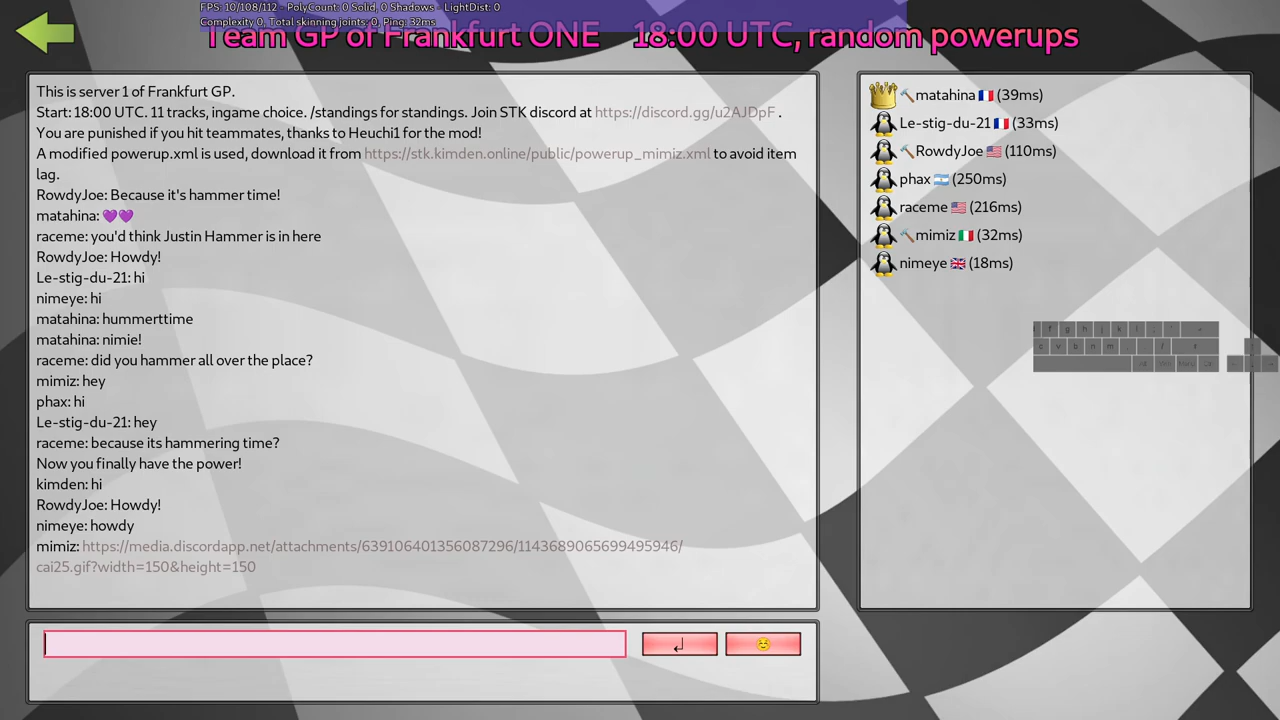 FPS: 10/108/112 - PolyCount: 0 Solid, 0 Shadows - LightDist: 0
Complexity 0, Total skinning joints: 0, Ping: 32ms
Team GP of Frankfurt ONE 18:00 UTC, random powerups
This is server 1 of Frankfurt GP.
Start: 18:00 UTC. 11 tracks, ingame choice. /standings for standings. Join STK discord at https://discord.gg/u2AJDpF .
You are punished if you hit teammates, thanks to Heuchi1 for the mod!
A modified powerup.xml is used, download it from https://stk.kimden.online/public/powerup_mimiz.xml to avoid item
lag.
RowdyJoe: Because it's hammer time!
matahina: 💜💜
raceme: you'd think Justin Hammer is in here
RowdyJoe: Howdy!
Le-stig-du-21: hi
nimeye: hi
matahina: hummerttime
matahina: nimie!
raceme: did you hammer all over the place?
mimiz: hey
phax: hi
Le-stig-du-21: hey
raceme: because its hammering time?
Now you finally have the power!
kimden: hi
RowdyJoe: Howdy!
nimeye: howdy
mimiz: https://media.discordapp.net/attachments/639106401356087296/1143689065699495946/
cai25.gif?width=150&height=150
🔨matahina 🇫🇷 (39ms)
Le-stig-du-21 🇫🇷 (33ms)
🔨RowdyJoe 🇺🇸 (110ms)
phax 🇦🇷 (250ms)
raceme 🇺🇸 (216ms)
🔨mimiz 🇮🇹 (32ms)
nimeye 🇬🇧 (18ms)
f g h j k l ; '
c v b n m , . /